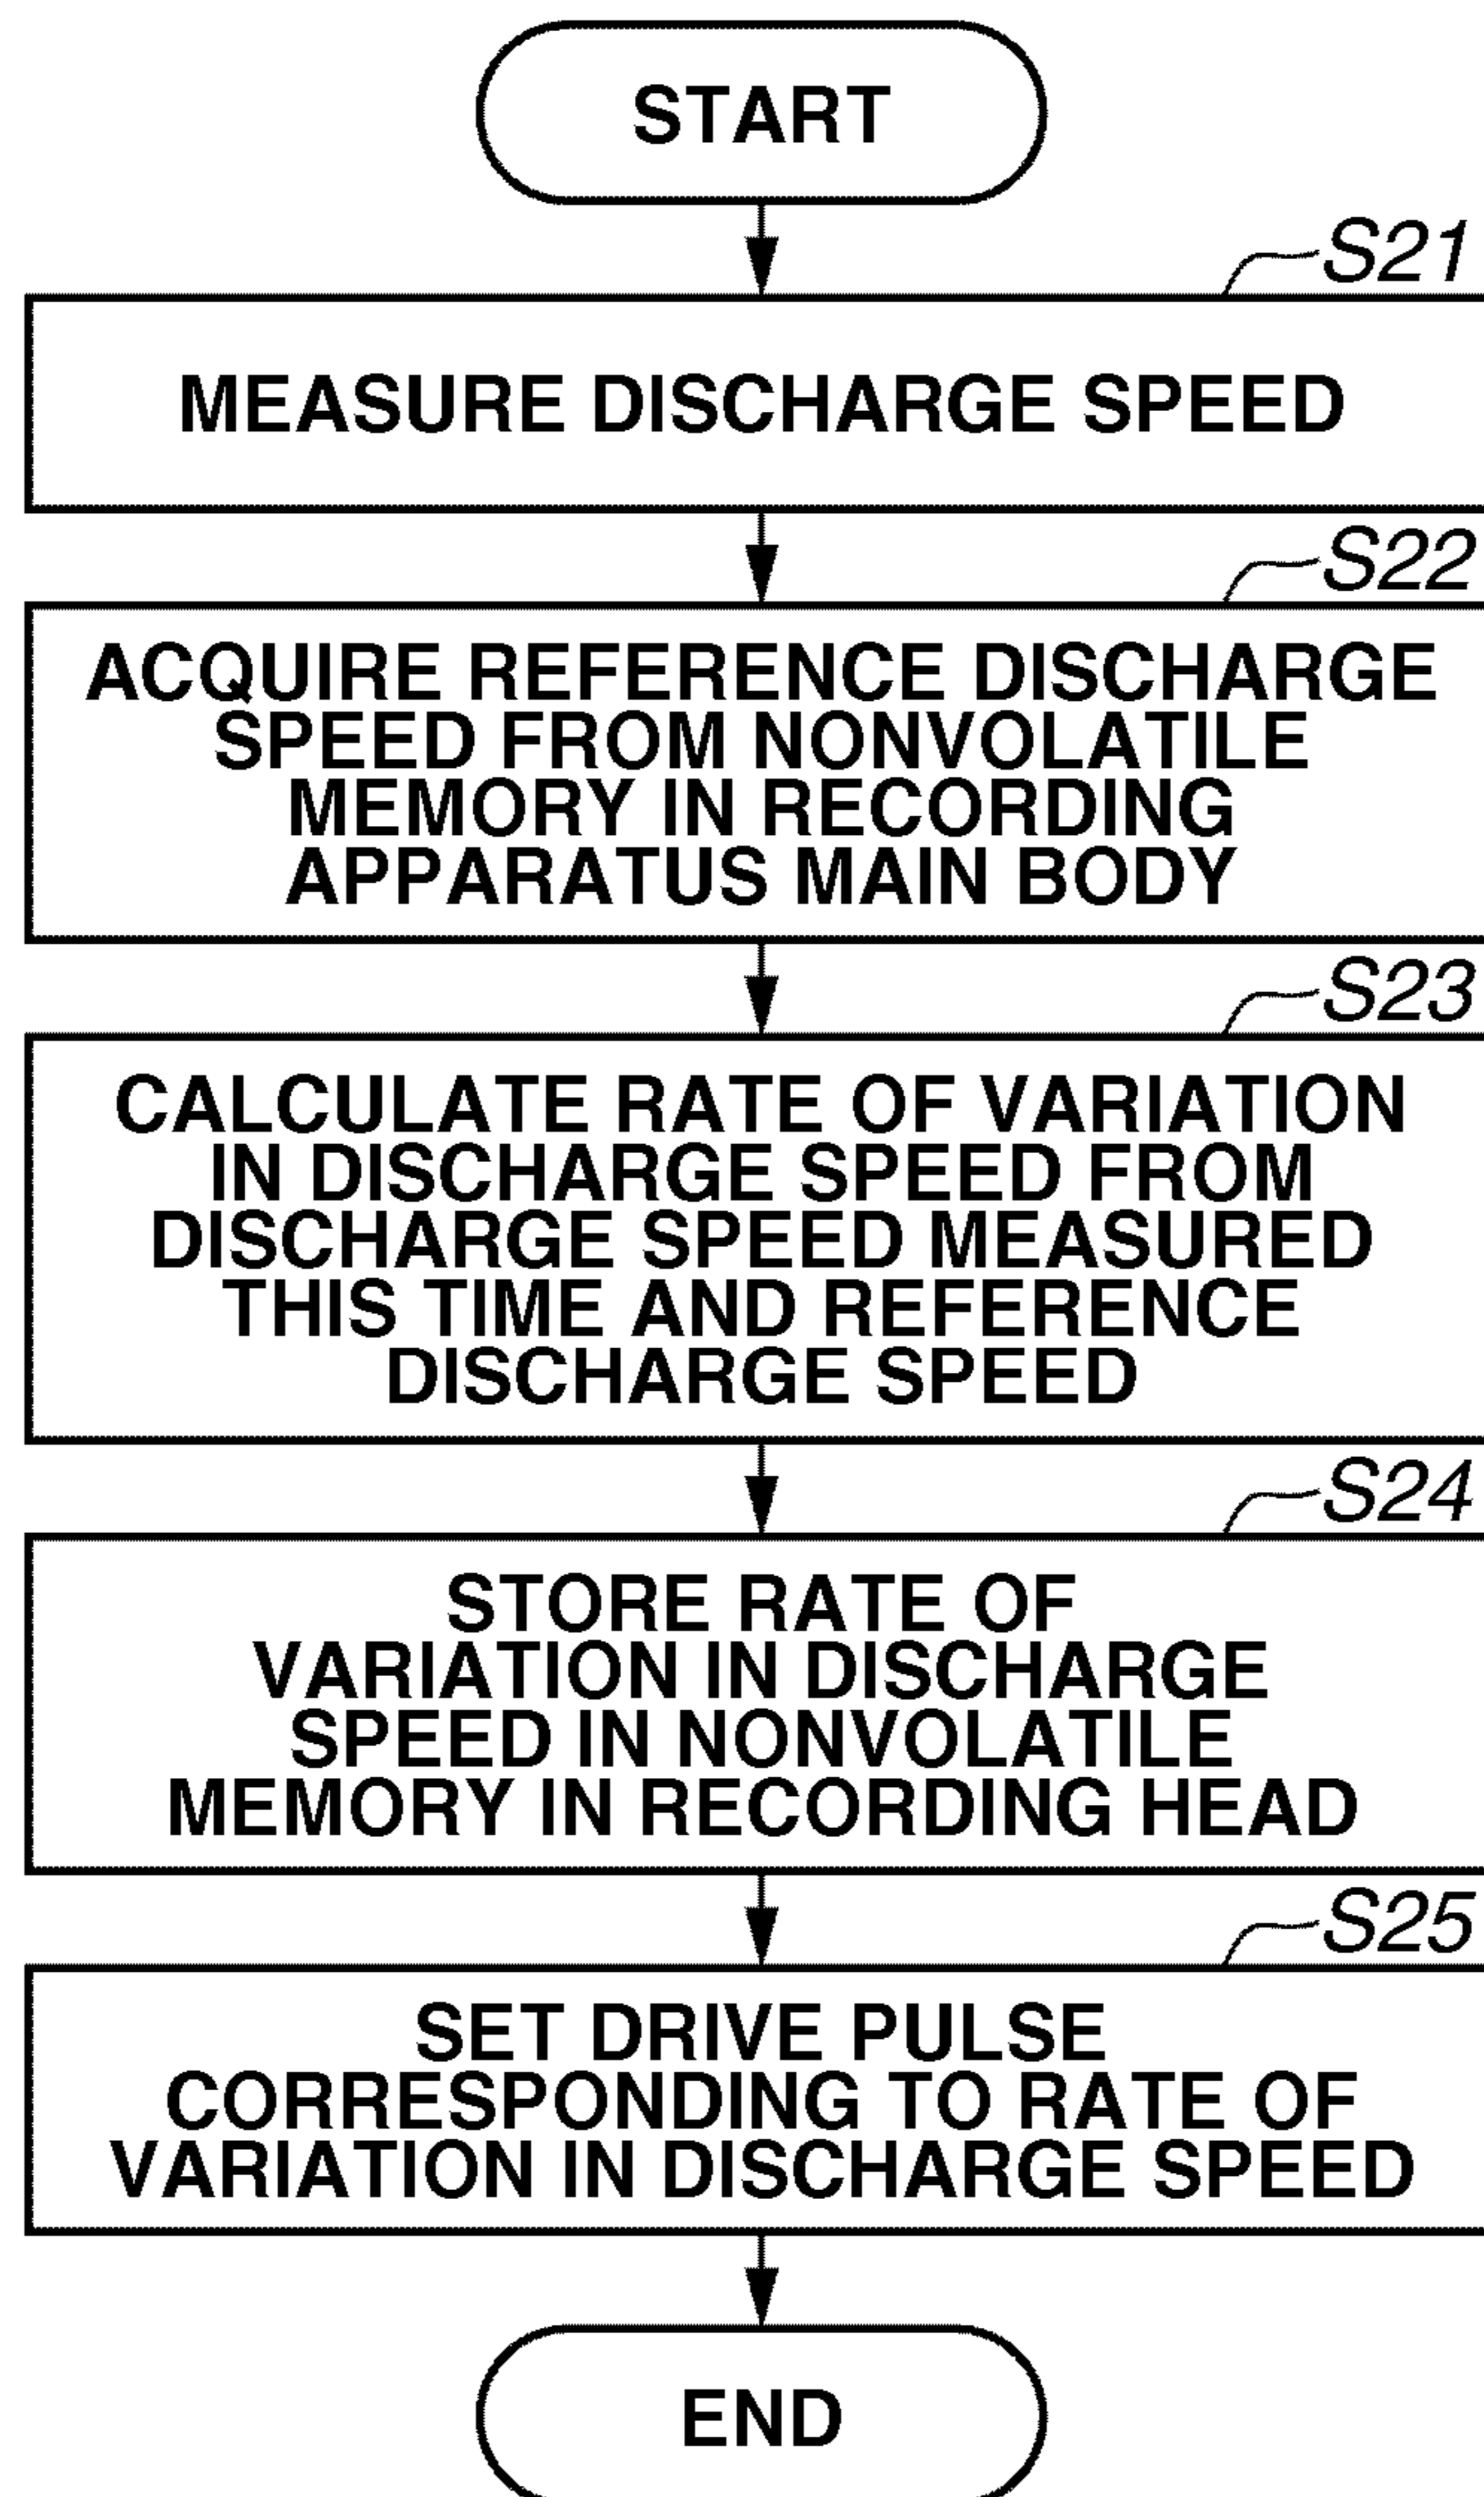 START
S21
MEASURE DISCHARGE SPEED
S22
ACQUIRE REFERENCE DISCHARGE
SPEED FROM NONVOLATILE
MEMORY IN RECORDING
APPARATUS MAIN BODY
S23
CALCULATE RATE OF VARIATION
IN DISCHARGE SPEED FROM
DISCHARGE SPEED MEASURED
THIS TIME AND REFERENCE
DISCHARGE SPEED
S24
STORE RATE OF
VARIATION IN DISCHARGE
SPEED IN NONVOLATILE
MEMORY IN RECORDING HEAD
S25
SET DRIVE PULSE
CORRESPONDING TO RATE OF
VARIATION IN DISCHARGE SPEED
END